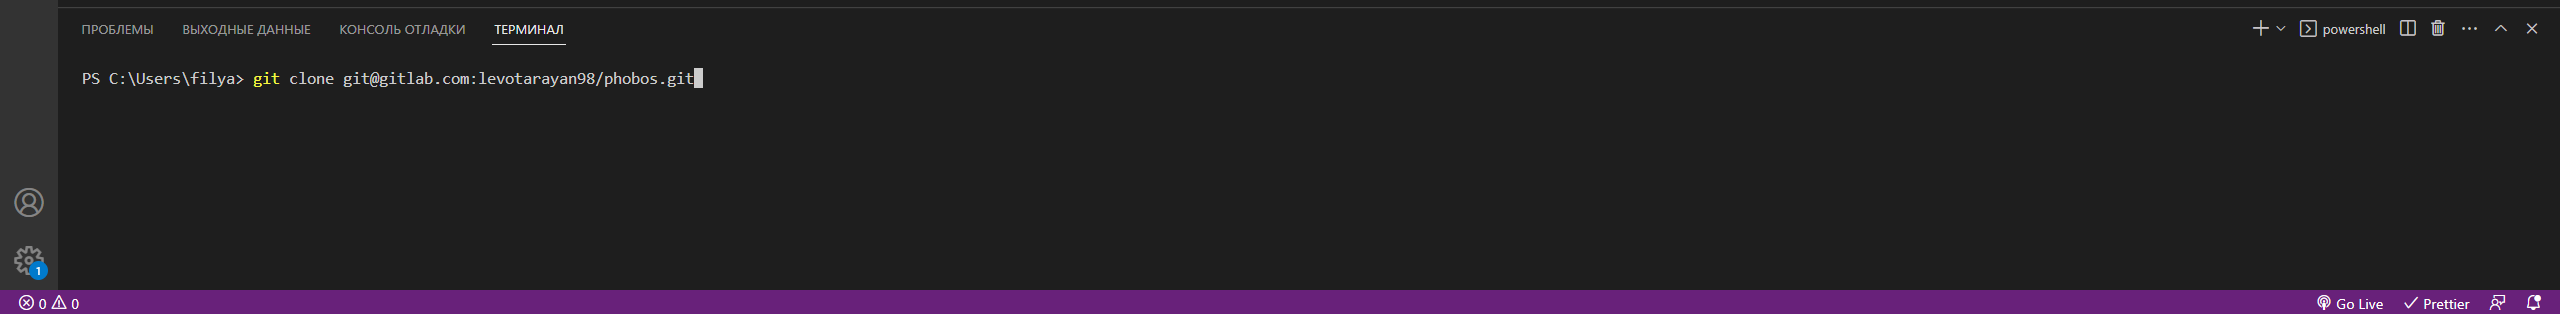 ПРОБЛЕМЫ ВЫХОДНЫЕ ДАННЫЕ КОНСОЛЬ ОТЛАДКИ ТЕРМИНАЛ powershell
PS C:\Users\filya> git clone git@gitlab.com:levotarayan98/phobos.git
1
0 0 Go Live Prettier